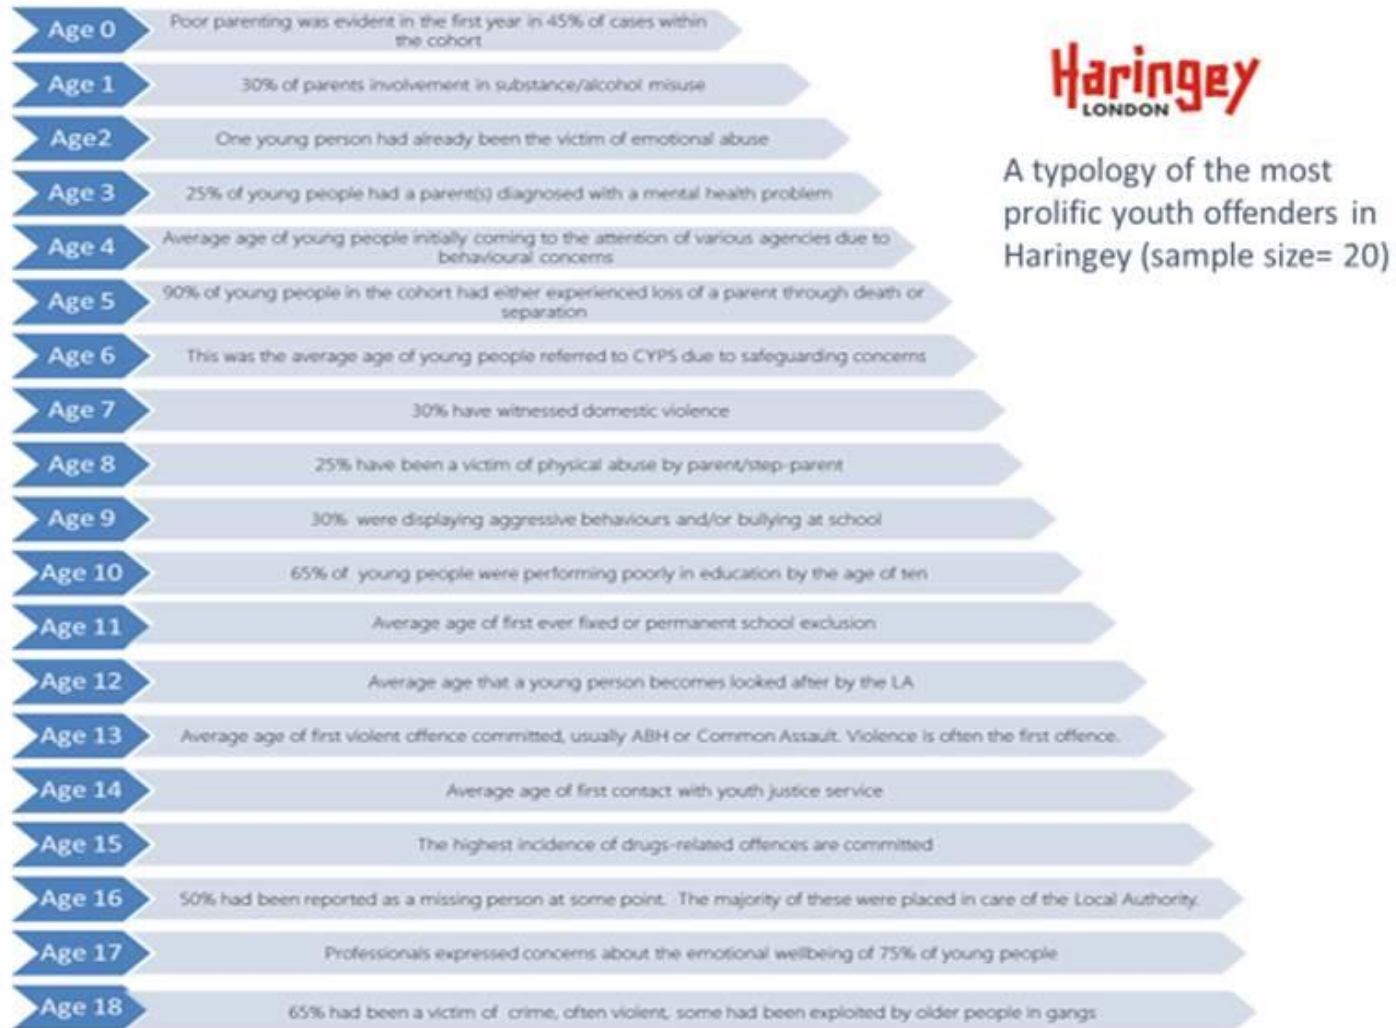 Age 0
Poor parenting was evident in the first year in 45% of cases within
the cohort
Age 1
30% of parents involvement in substance/alcohol misuse
Age2
One young person had already been the victim of emotional abuse
Age 3
25% of young people had a parent(s) diagnosed with a mental health problem
Age 4
Average age of young people initially coming to the attention of various agencies due to
behavioural concerns
Age 5
90% of young people in the cohort had either experienced loss of a parent through death or
separation
Age 6
This was the average age of young people referred to CYPS due to safeguarding concerns
Age 7
30% have witnessed domestic violence
Age 8
25% have been a victim of physical abuse by parent/step-parent
Age 9
30% were displaying aggressive behaviours and/or bullying at school
Age 10
65% of young people were performing poorly in education by the age of ten
Age 11
Average age of first ever fixed or permanent school exclusion
Age 12
Average age that a young person becomes looked after by the LA
Age 13
Average age of first violent offence committed, usually ABH or Common Assault. Violence is often the first offence.
Age 14
Average age of first contact with youth justice service
Age 15
The highest incidence of drugs-related offences are committed
Age 16
50% had been reported as a missing person at some point. The majority of these were placed in care of the Local Authority.
Age 17
Professionals expressed concerns about the emotional wellbeing of 75% of young people
Age 18
65% had been a victim of crime, often violent, some had been exploited by older people in gangs
Haringey
LONDON
A typology of the most
prolific youth offenders in
Haringey (sample size= 20)